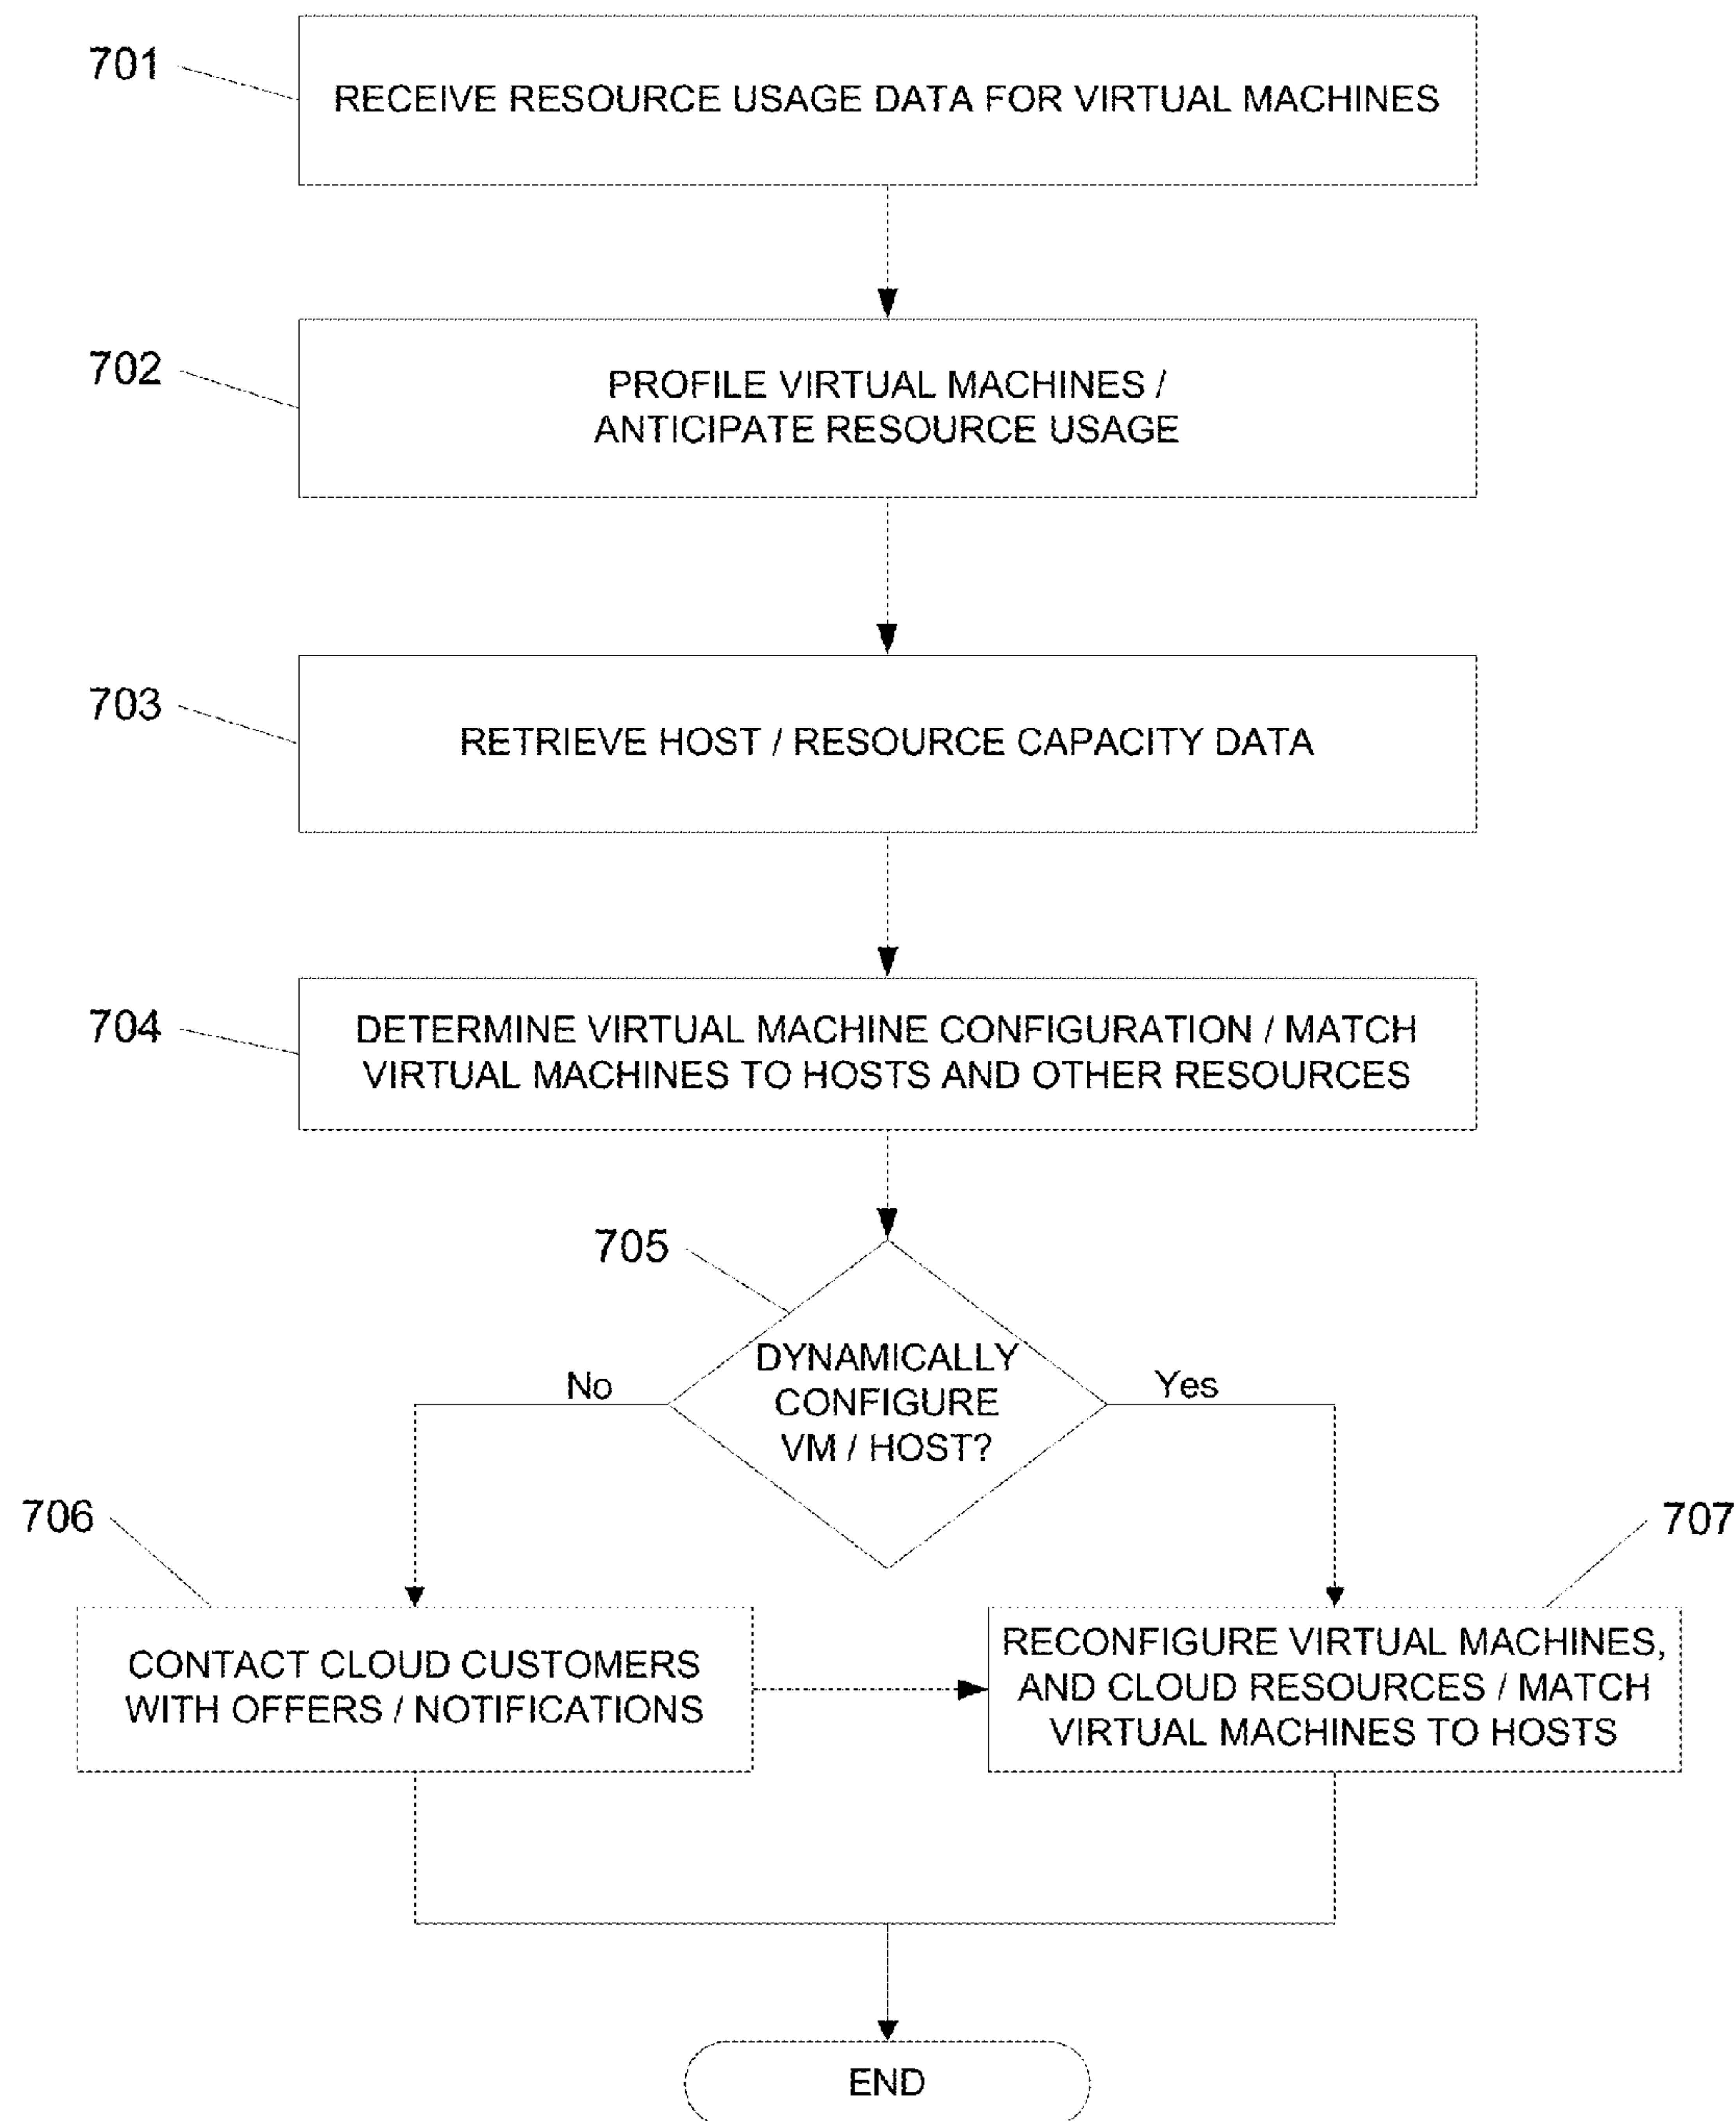 701
RECEIVE RESOURCE USAGE DATA FOR VIRTUAL MACHINES
702
PROFILE VIRTUAL MACHINES /
ANTICIPATE RESOURCE USAGE
703
RETRIEVE HOST / RESOURCE CAPACITY DATA
704
DETERMINE VIRTUAL MACHINE CONFIGURATION / MATCH
VIRTUAL MACHINES TO HOSTS AND OTHER RESOURCES
705
DYNAMICALLY
CONFIGURE
VM / HOST?
No
Yes
706
CONTACT CLOUD CUSTOMERS
WITH OFFERS / NOTIFICATIONS
707
RECONFIGURE VIRTUAL MACHINES,
AND CLOUD RESOURCES / MATCH
VIRTUAL MACHINES TO HOSTS
END